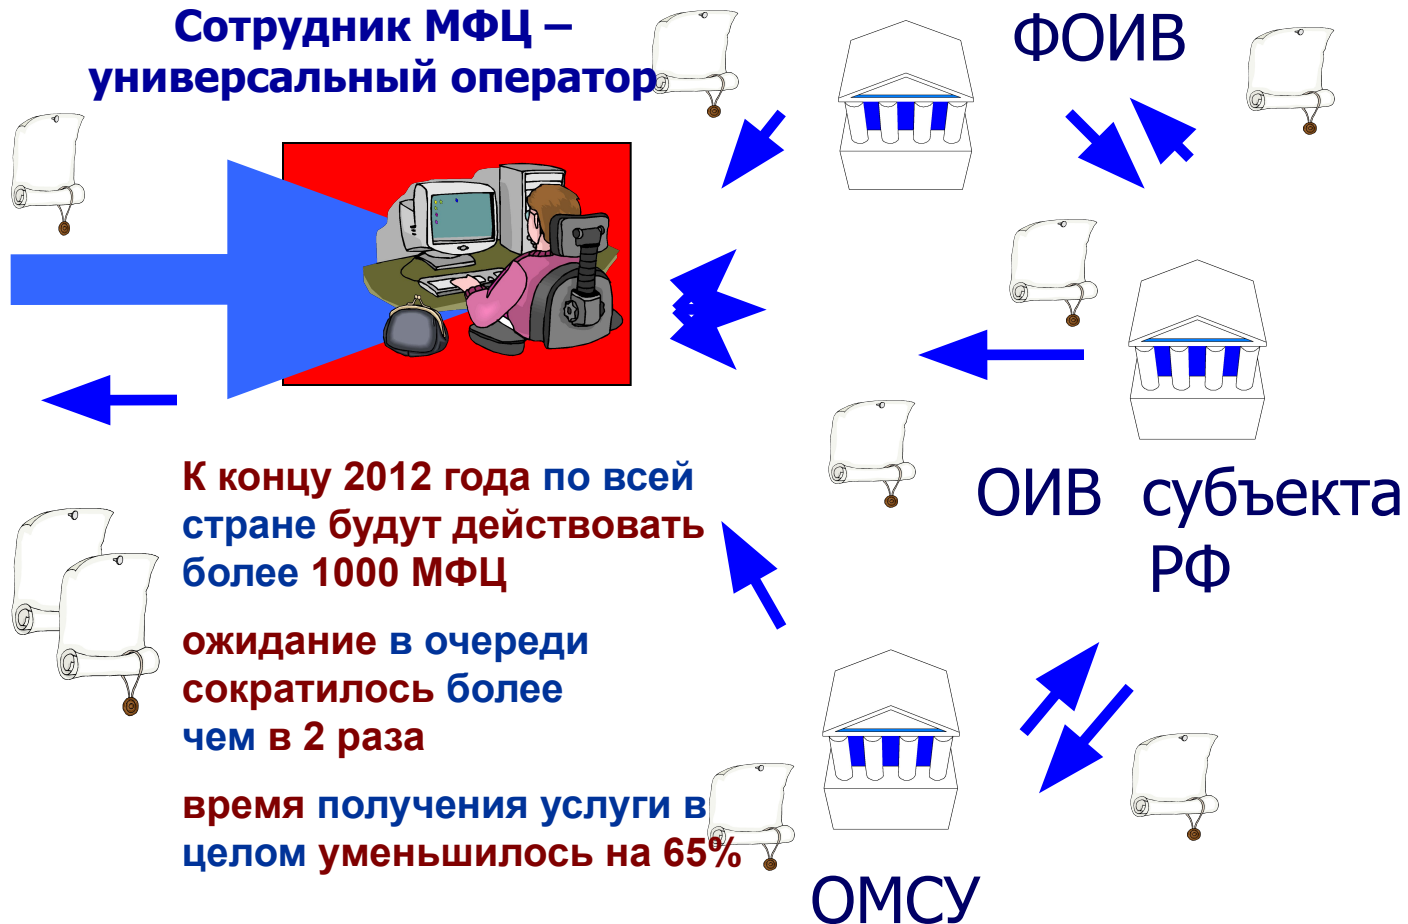 Сотрудник МФЦ –
универсальный оператор
ФОИВ
ОИВ субъекта
РФ
К концу 2012 года по всей
стране будут действовать
более 1000 МФЦ
ожидание в очереди
сократилось более
чем в 2 раза
время получения услуги в
целом уменьшилось на 65%
ОМСУ